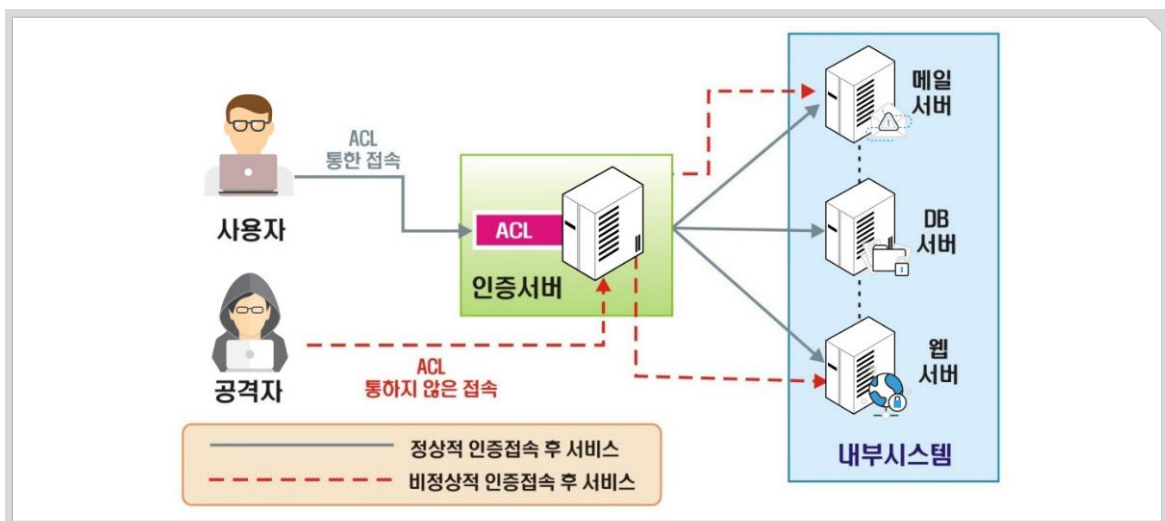 사용자
ACL
통한 접속
ACL
인증서버
공격자
ACL
통하지 않은 접속
메일
서버
DB
서버
웹
서버
내부시스템
정상적 인증접속 후 서비스
비정상적 인증접속 후 서비스